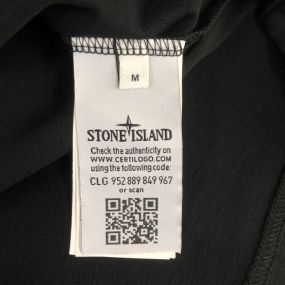 M
STONE ISLAND
Check the authenticity on
WWW.CERTILOGO.COM
using the following code:
CLG 952 889 849 967
or scan